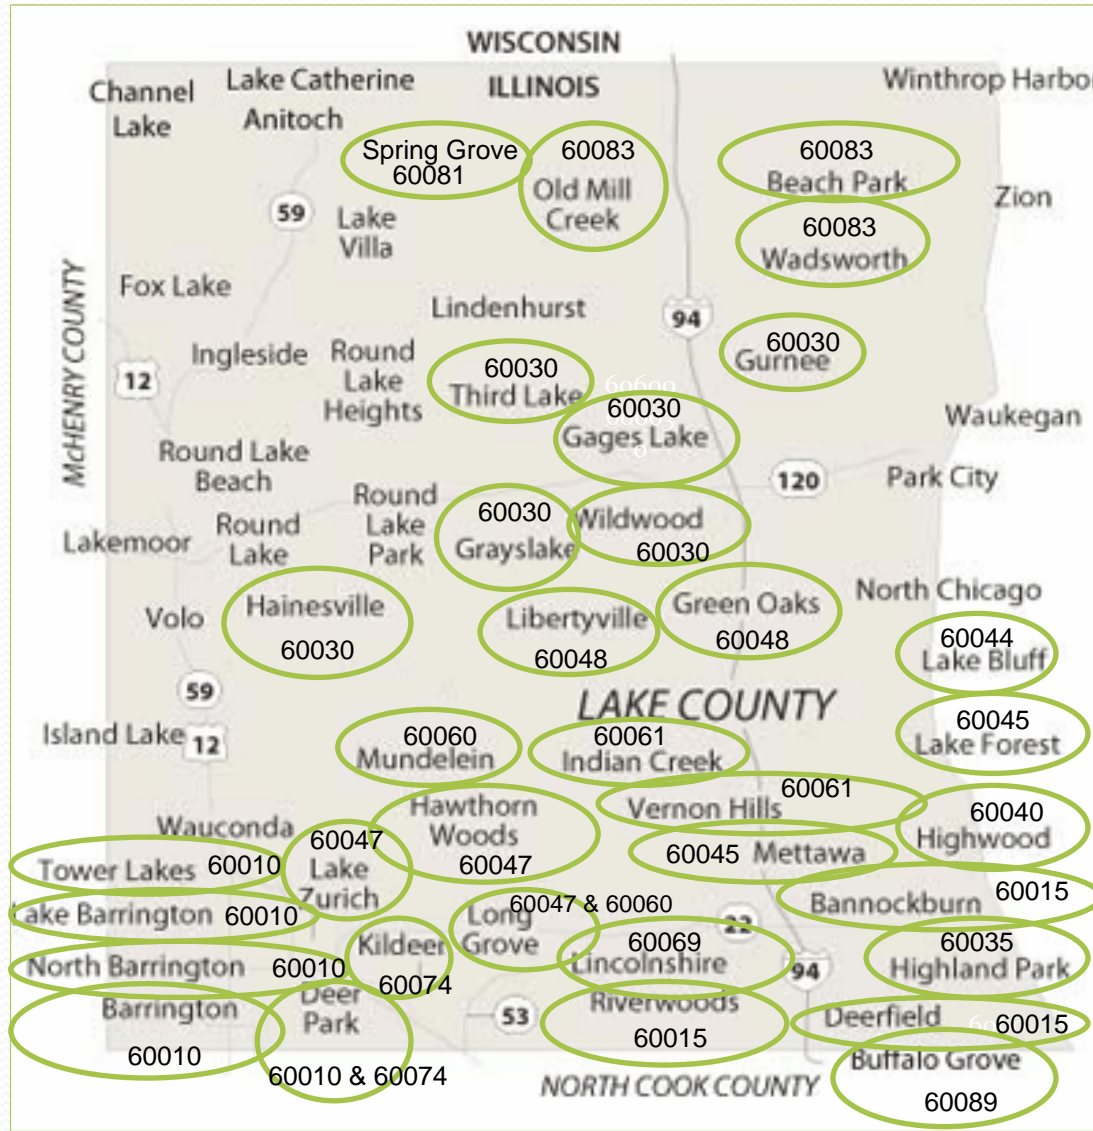 WISCONSIN
ILLINOIS
Channel
Lake
Lake Catherine
Anitoch
Winthrop Harbor
Spring Grove
60081
60083
Old Mill
Creek
60083
Beach Park
Zion
59
Lake
Villa
60083
Wadsworth
McHENRY COUNTY
Fox Lake
Lindenhurst
94
12
Ingleside
Round
Lake
Heights
60030
Third Lake
60030
Gurnee
60030
Gages Lake
Waukegan
Round Lake
Beach
120
Park City
Lakemoor
Round
Lake
Round
Lake
Park
60030
Grayslake
Wildwood
60030
Volo
Hainesville
60030
Libertyville
60048
Green Oaks
60048
North Chicago
60044
Lake Bluff
59
LAKE COUNTY
Island Lake
12
60060
Mundelein
60061
Indian Creek
60045
Lake Forest
60061
Vernon Hills
Wauconda
Hawthorn
Woods
60047
60040
Highwood
Tower Lakes 60010
60047
Lake
Zurich
60045 Mettawa
60015
Bannockburn
Lake Barrington 60010
Long
Grove
60047 & 60060
22
North Barrington 60010
Kildeer
60074
60069
Lincolnshire
94
60035
Highland Park
Barrington
60010
Deer
Park
60010 & 60074
53
Riverwoods
60015
Deerfield 60015
NORTH COOK COUNTY
Buffalo Grove
60089